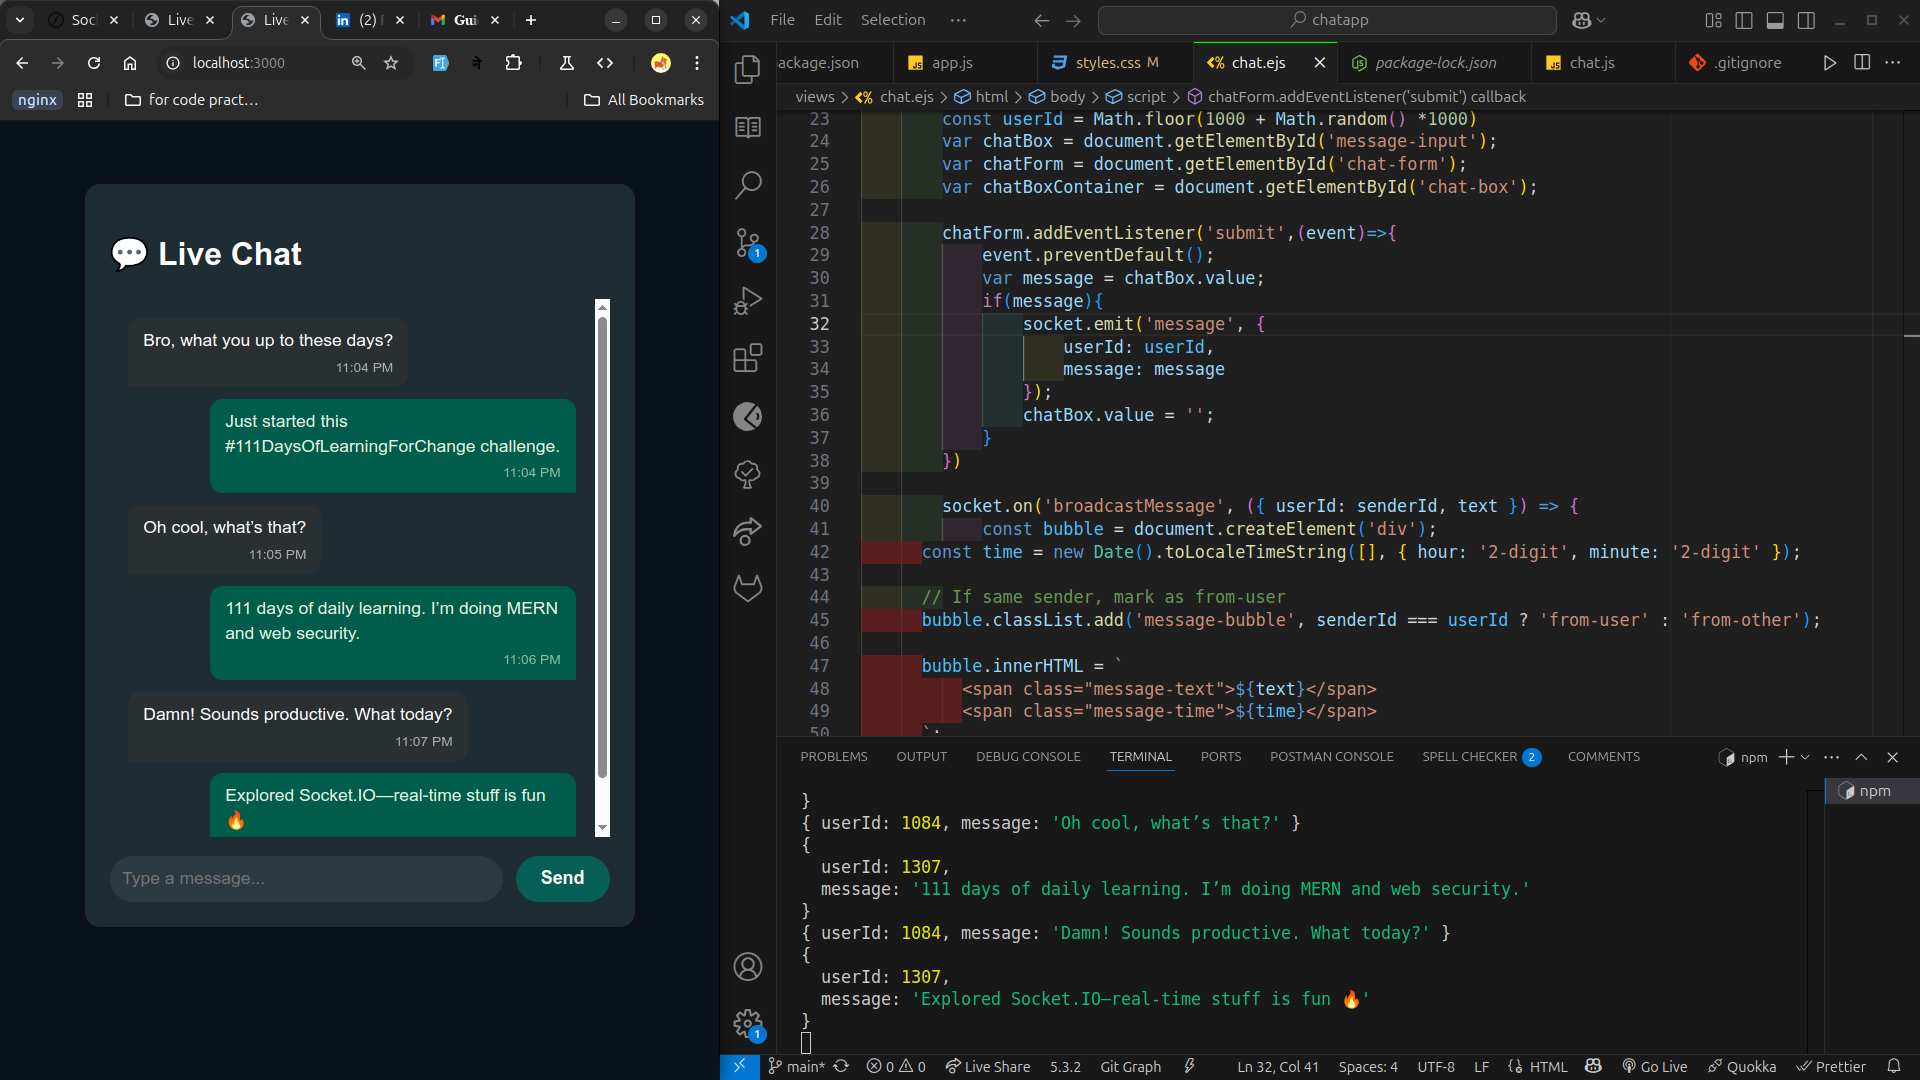 Soc
Live
Live
(2) F
Gui
localhost:3000
nginx
for code pract...
All Bookmarks
💬 Live Chat
Bro, what you up to these days?
11:04 PM
Just started this
#111DaysOfLearningForChange challenge.
11:04 PM
Oh cool, what’s that?
11:05 PM
111 days of daily learning. I’m doing MERN
and web security.
11:06 PM
Damn! Sounds productive. What today?
11:07 PM
Explored Socket.IO—real-time stuff is fun
🔥
Type a message...
Send
File Edit Selection ···
chatapp
ackage.json
app.js
styles.css M
chat.ejs
package-lock.json
chat.js
.gitignore
views > chat.ejs > html > body > script > chatForm.addEventListener('submit') callback
23 const userId = Math.floor(1000 + Math.random() *1000)
24 var chatBox = document.getElementById('message-input');
25 var chatForm = document.getElementById('chat-form');
26 var chatBoxContainer = document.getElementById('chat-box');
27
28 chatForm.addEventListener('submit',(event)=>{
29 event.preventDefault();
30 var message = chatBox.value;
31 if(message){
32 socket.emit('message', {
33 userId: userId,
34 message: message
35 });
36 chatBox.value = '';
37 }
38 })
39
40 socket.on('broadcastMessage', ({ userId: senderId, text }) => {
41 const bubble = document.createElement('div');
42 const time = new Date().toLocaleTimeString([], { hour: '2-digit', minute: '2-digit' });
43
44 // If same sender, mark as from-user
45 bubble.classList.add('message-bubble', senderId === userId ? 'from-user' : 'from-other');
46
47 bubble.innerHTML = `
48 <span class="message-text">${text}</span>
49 <span class="message-time">${time}</span>
50 `;
PROBLEMS OUTPUT DEBUG CONSOLE TERMINAL PORTS POSTMAN CONSOLE SPELL CHECKER 2 COMMENTS
npm
npm
}
{ userId: 1084, message: 'Oh cool, what’s that?' }
{
userId: 1307,
message: '111 days of daily learning. I’m doing MERN and web security.'
}
{ userId: 1084, message: 'Damn! Sounds productive. What today?' }
{
userId: 1307,
message: 'Explored Socket.IO—real-time stuff is fun 🔥'
}
1
1
main* 0 0 Live Share 5.3.2 Git Graph Ln 32, Col 41 Spaces: 4 UTF-8 LF HTML Go Live Quokka Prettier